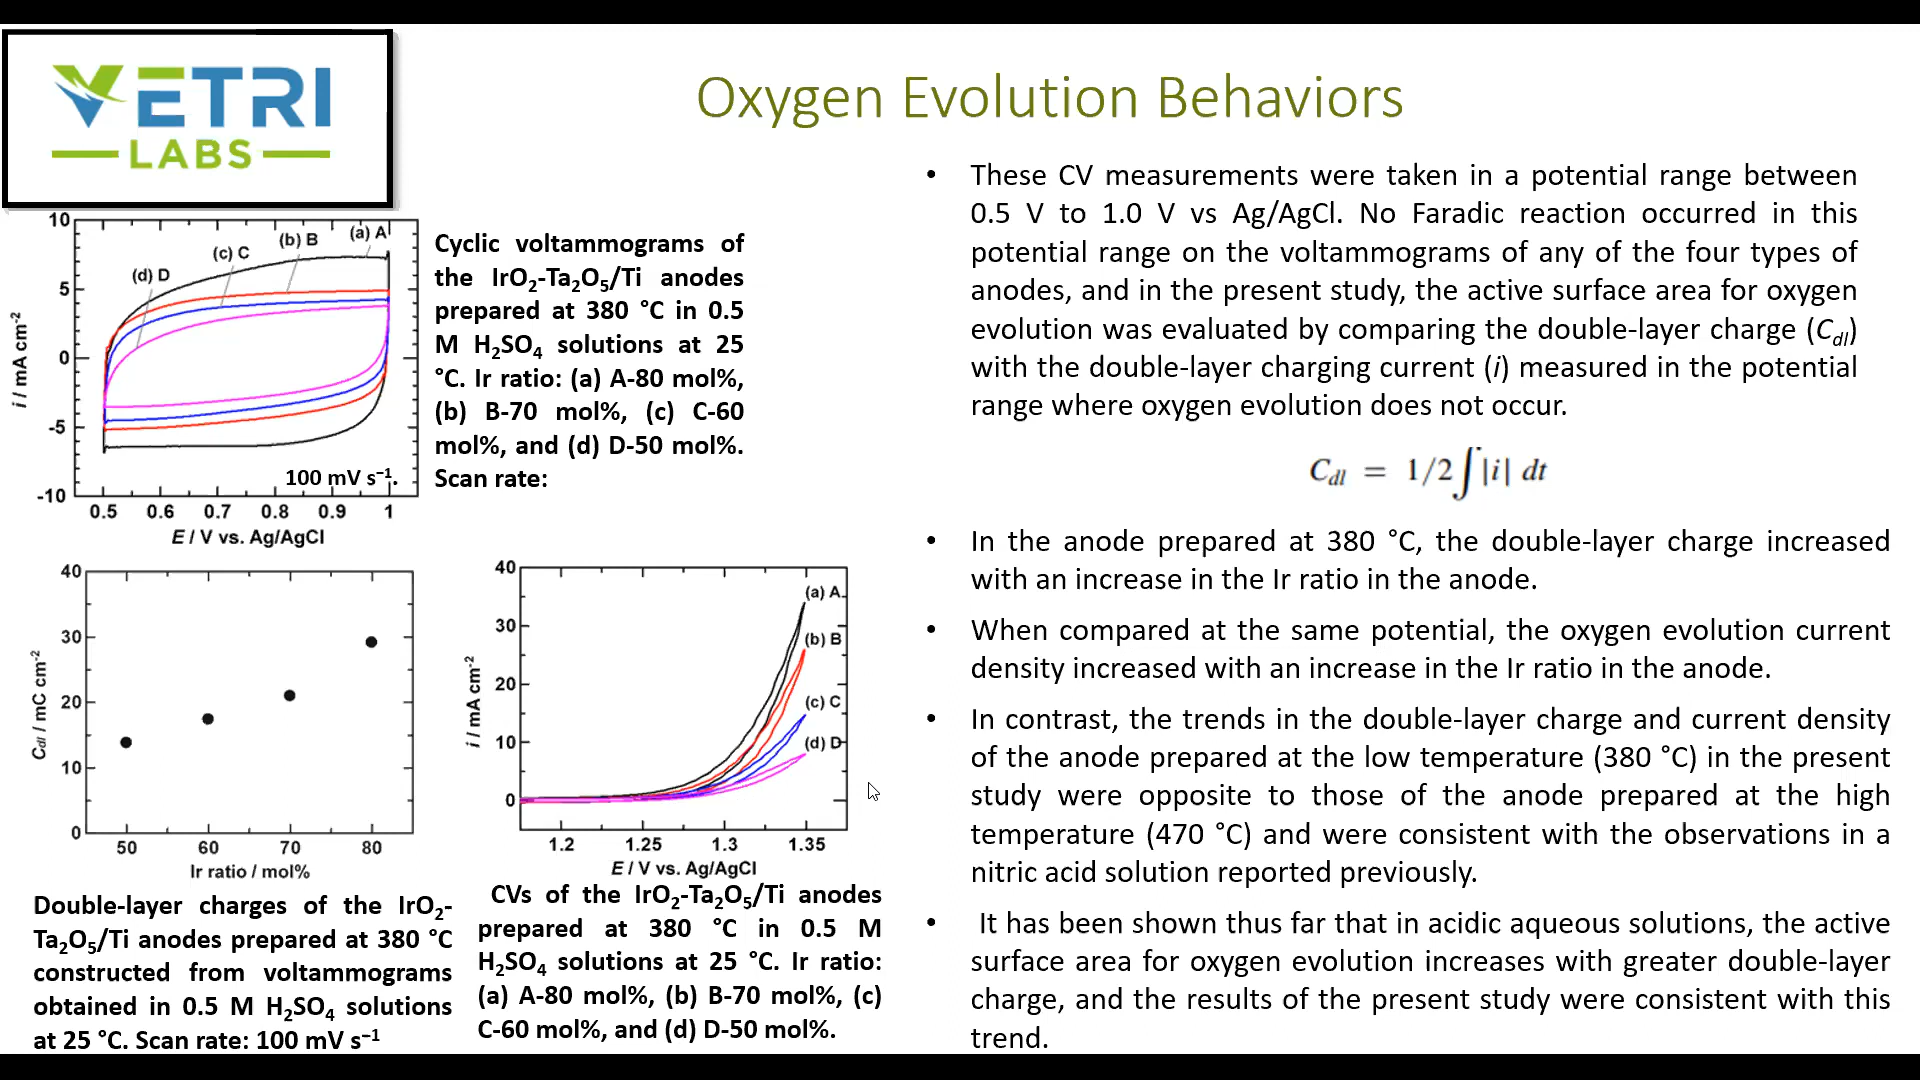 VETRI
LABS
Oxygen Evolution Behaviors
10
5
0
-5
-10
i / mA cm-2
(a) A
(b) B
(c) C
(d) D
100 mV s−1.
0.5 0.6 0.7 0.8 0.9 1
E / V vs. Ag/AgCl
Cyclic voltammograms of
the IrO2-Ta2O5/Ti anodes
prepared at 380 °C in 0.5
M H2SO4 solutions at 25
°C. Ir ratio: (a) A-80 mol%,
(b) B-70 mol%, (c) C-60
mol%, and (d) D-50 mol%.
Scan rate:
40
30
20
10
0
Cdl / mC cm-2
50 60 70 80
Ir ratio / mol%
Double-layer charges of the IrO2-
Ta2O5/Ti anodes prepared at 380 °C
constructed from voltammograms
obtained in 0.5 M H2SO4 solutions
at 25 °C. Scan rate: 100 mV s−1
40
30
20
10
0
i / mA cm-2
(a) A
(b) B
(c) C
(d) D
1.2 1.25 1.3 1.35
E / V vs. Ag/AgCl
CVs of the IrO2-Ta2O5/Ti anodes
prepared at 380 °C in 0.5 M
H2SO4 solutions at 25 °C. Ir ratio:
(a) A-80 mol%, (b) B-70 mol%, (c)
C-60 mol%, and (d) D-50 mol%.
• These CV measurements were taken in a potential range between
0.5 V to 1.0 V vs Ag/AgCl. No Faradic reaction occurred in this
potential range on the voltammograms of any of the four types of
anodes, and in the present study, the active surface area for oxygen
evolution was evaluated by comparing the double-layer charge (Cdl)
with the double-layer charging current (i) measured in the potential
range where oxygen evolution does not occur.
Cdl = 1/2∫|i| dt
• In the anode prepared at 380 °C, the double-layer charge increased
with an increase in the Ir ratio in the anode.
• When compared at the same potential, the oxygen evolution current
density increased with an increase in the Ir ratio in the anode.
• In contrast, the trends in the double-layer charge and current density
of the anode prepared at the low temperature (380 °C) in the present
study were opposite to those of the anode prepared at the high
temperature (470 °C) and were consistent with the observations in a
nitric acid solution reported previously.
• It has been shown thus far that in acidic aqueous solutions, the active
surface area for oxygen evolution increases with greater double-layer
charge, and the results of the present study were consistent with this
trend.